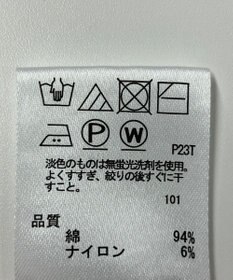 P W P23T
淡色のものは無蛍光洗剤を使用。
よくすすぎ、絞りの後すぐに干
すこと。
101
品質
綿 94%
ナイロン 6%